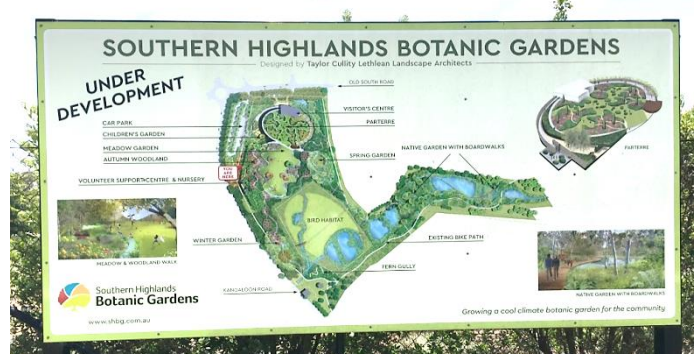 SOUTHERN HIGHLANDS BOTANIC GARDENS
Designed by Taylor Cullity Lethlean Landscape Architects
UNDER
DEVELOPMENT
OLD SOUTH ROAD
VISITOR'S CENTRE
PARTERRE
CAR PARK
CHILDREN'S GARDEN
MEADOW GARDEN
AUTUMN WOODLAND
SPRING GARDEN
VOLUNTEER SUPPORT CENTRE & NURSERY
YOU
ARE
HERE
NATIVE GARDEN WITH BOARDWALKS
PARTERRE
BIRD HABITAT
WINTER GARDEN
EXISTING BIKE PATH
FERN GULLY
KANGALOON ROAD
MEADOW & WOODLAND WALK
NATIVE GARDEN WITH BOARDWALKS
Southern Highlands
Botanic Gardens
www.shbg.com.au
Growing a cool climate botanic garden for the community